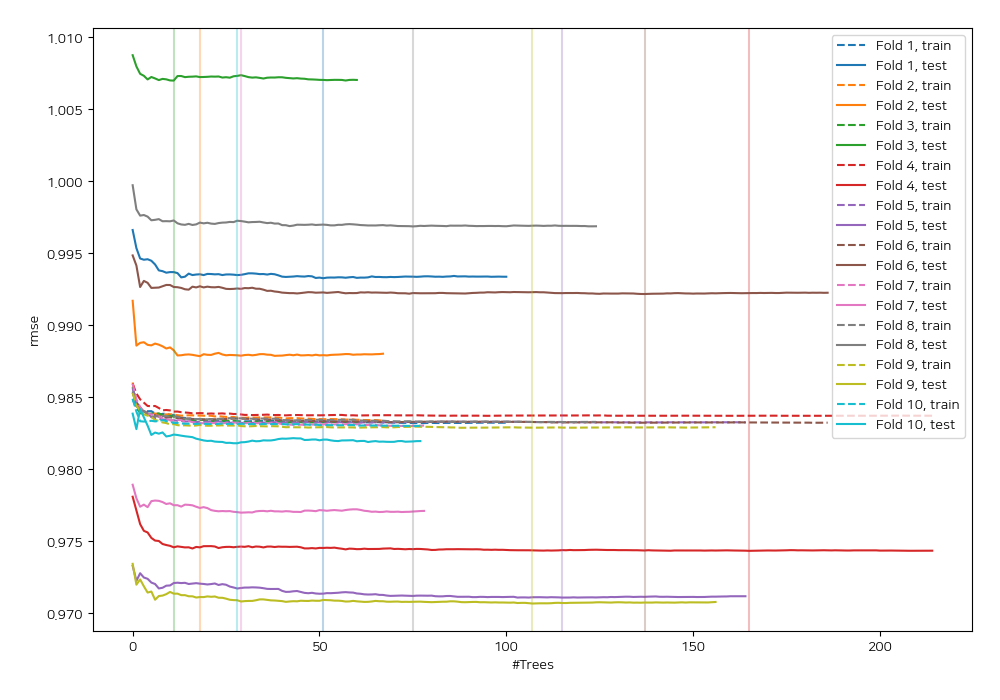 1,010
1,005
1,000
0,995
0,990
0,985
0,980
0,975
0,970
rmse
0
50
100
150
200
#Trees
Fold 1, train
Fold 1, test
Fold 2, train
Fold 2, test
Fold 3, train
Fold 3, test
Fold 4, train
Fold 4, test
Fold 5, train
Fold 5, test
Fold 6, train
Fold 6, test
Fold 7, train
Fold 7, test
Fold 8, train
Fold 8, test
Fold 9, train
Fold 9, test
Fold 10, train
Fold 10, test